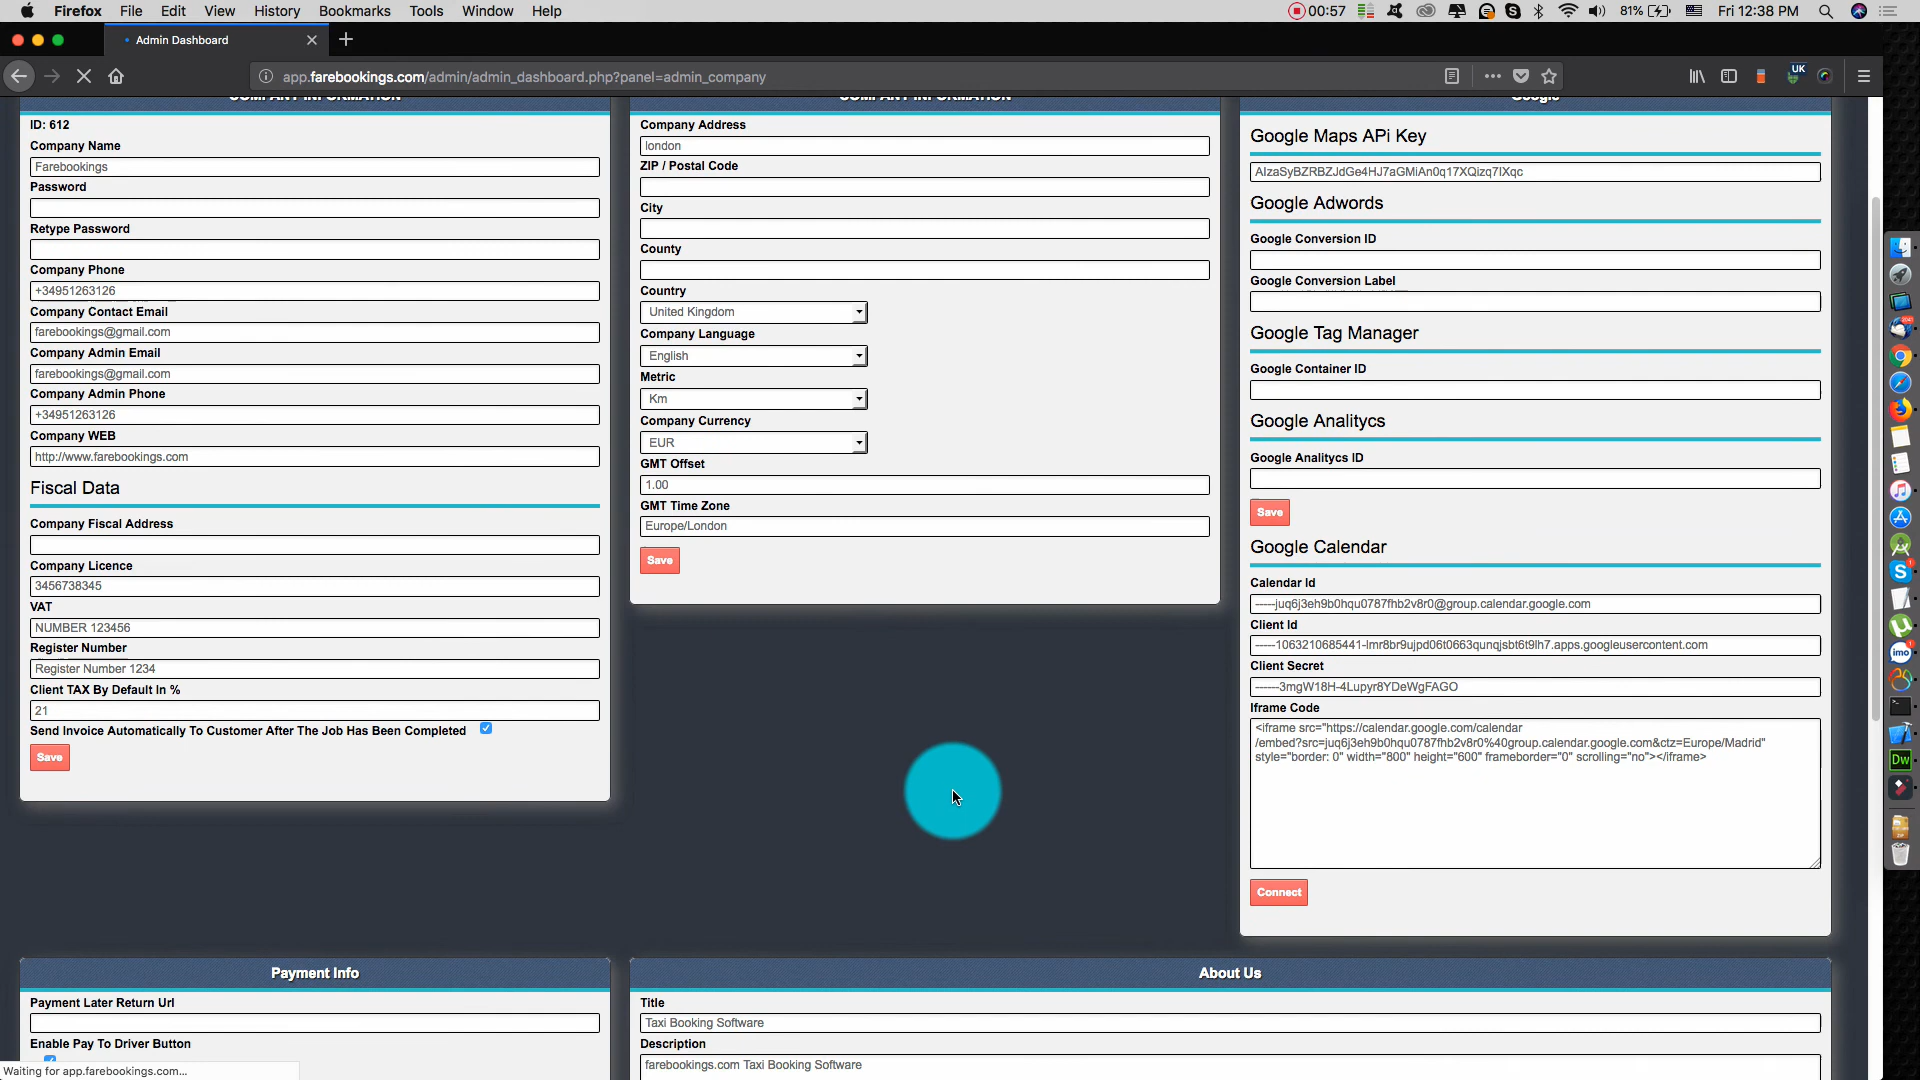 Firefox File Edit View History Bookmarks Tools Window Help
00:57 81% Fri 12:38 PM
Admin Dashboard
app.farebookings.com/admin/admin_dashboard.php?panel=admin_company
UK
COMPANY INFORMATION
ID: 612
Company Name
Farebookings
Password
Retype Password
Company Phone
+34951263126
Company Contact Email
farebookings@gmail.com
Company Admin Email
farebookings@gmail.com
Company Admin Phone
+34951263126
Company WEB
http://www.farebookings.com
Fiscal Data
Company Fiscal Address
Company Licence
3456738345
VAT
NUMBER 123456
Register Number
Register Number 1234
Client TAX By Default In %
21
Send Invoice Automatically To Customer After The Job Has Been Completed
Save
COMPANY INFORMATION
Company Address
london
ZIP / Postal Code
City
County
Country
United Kingdom
Company Language
English
Metric
Km
Company Currency
EUR
GMT Offset
1.00
GMT Time Zone
Europe/London
Save
Google
Google Maps APi Key
AIzaSyBZRBZJdGe4HJ7aGMiAn0q17XQizq7IXqc
Google Adwords
Google Conversion ID
Google Conversion Label
Google Tag Manager
Google Container ID
Google Analitycs
Google Analitycs ID
Save
Google Calendar
Calendar Id
-----juq6j3eh9b0hqu0787fhb2v8r0@group.calendar.google.com
Client Id
-----1063210685441-lmr8br9ujpd06t0663qunqjsbt6t9lh7.apps.googleusercontent.com
Client Secret
------3mgW18H-4Lupyr8YDeWgFAGO
Iframe Code
<iframe src="https://calendar.google.com/calendar
/embed?src=juq6j3eh9b0hqu0787fhb2v8r0%40group.calendar.google.com&ctz=Europe/Madrid"
style="border: 0" width="800" height="600" frameborder="0" scrolling="no"></iframe>
Connect
Payment Info
Payment Later Return Url
Enable Pay To Driver Button
About Us
Title
Taxi Booking Software
Description
farebookings.com Taxi Booking Software
Waiting for app.farebookings.com...
imo
Dw